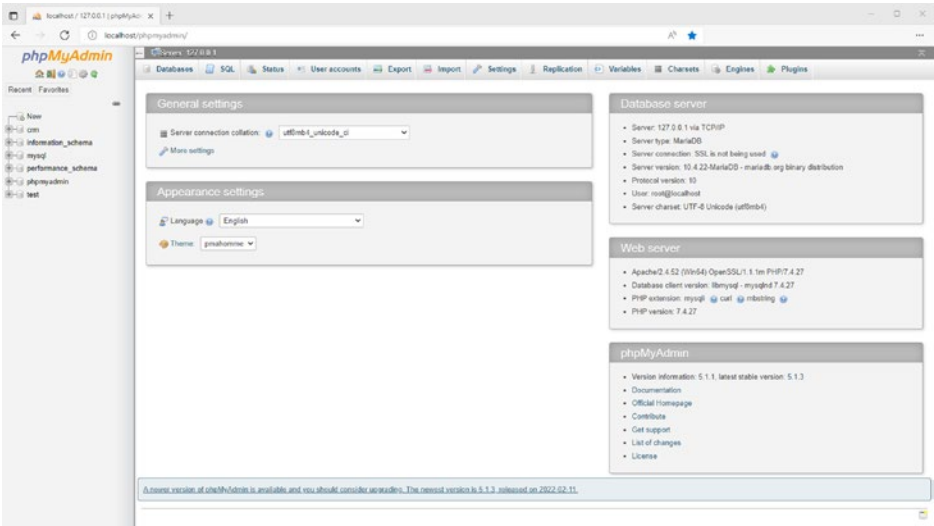 localhost / 127.0.0.1 | phpMyAd
localhost/phpmyadmin/
phpMyAdmin
Recent Favorites
New
crm
information_schema
mysql
performance_schema
phpmyadmin
test
Server: 127.0.0.1
Databases SQL Status User accounts Export Import Settings Replication Variables Charsets Engines Plugins
General settings
Server connection collation: utf8mb4_unicode_ci
More settings
Appearance settings
Language English
Theme: pmahomme
Database server
Server: 127.0.0.1 via TCP/IP
Server type: MariaDB
Server connection: SSL is not being used
Server version: 10.4.22-MariaDB - mariadb.org binary distribution
Protocol version: 10
User: root@localhost
Server charset: UTF-8 Unicode (utf8mb4)
Web server
Apache/2.4.52 (Win64) OpenSSL/1.1.1m PHP/7.4.27
Database client version: libmysql - mysqlnd 7.4.27
PHP extension: mysqli curl mbstring
PHP version: 7.4.27
phpMyAdmin
Version information: 5.1.1, latest stable version: 5.1.3
Documentation
Official Homepage
Contribute
Get support
List of changes
License
A newer version of phpMyAdmin is available and you should consider upgrading. The newest version is 5.1.3, released on 2022-02-11.